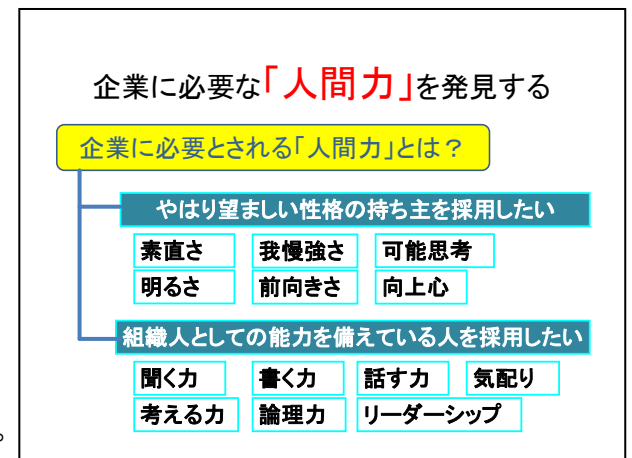 企業に必要な「人間力」を発見する
企業に必要とされる「人間力」とは？
やはり望ましい性格の持ち主を採用したい
素直さ 我慢強さ 可能思考
明るさ 前向きさ 向上心
組織人としての能力を備えている人を採用したい
聞く力 書く力 話す力 気配り
考える力 論理力 リーダーシップ
。